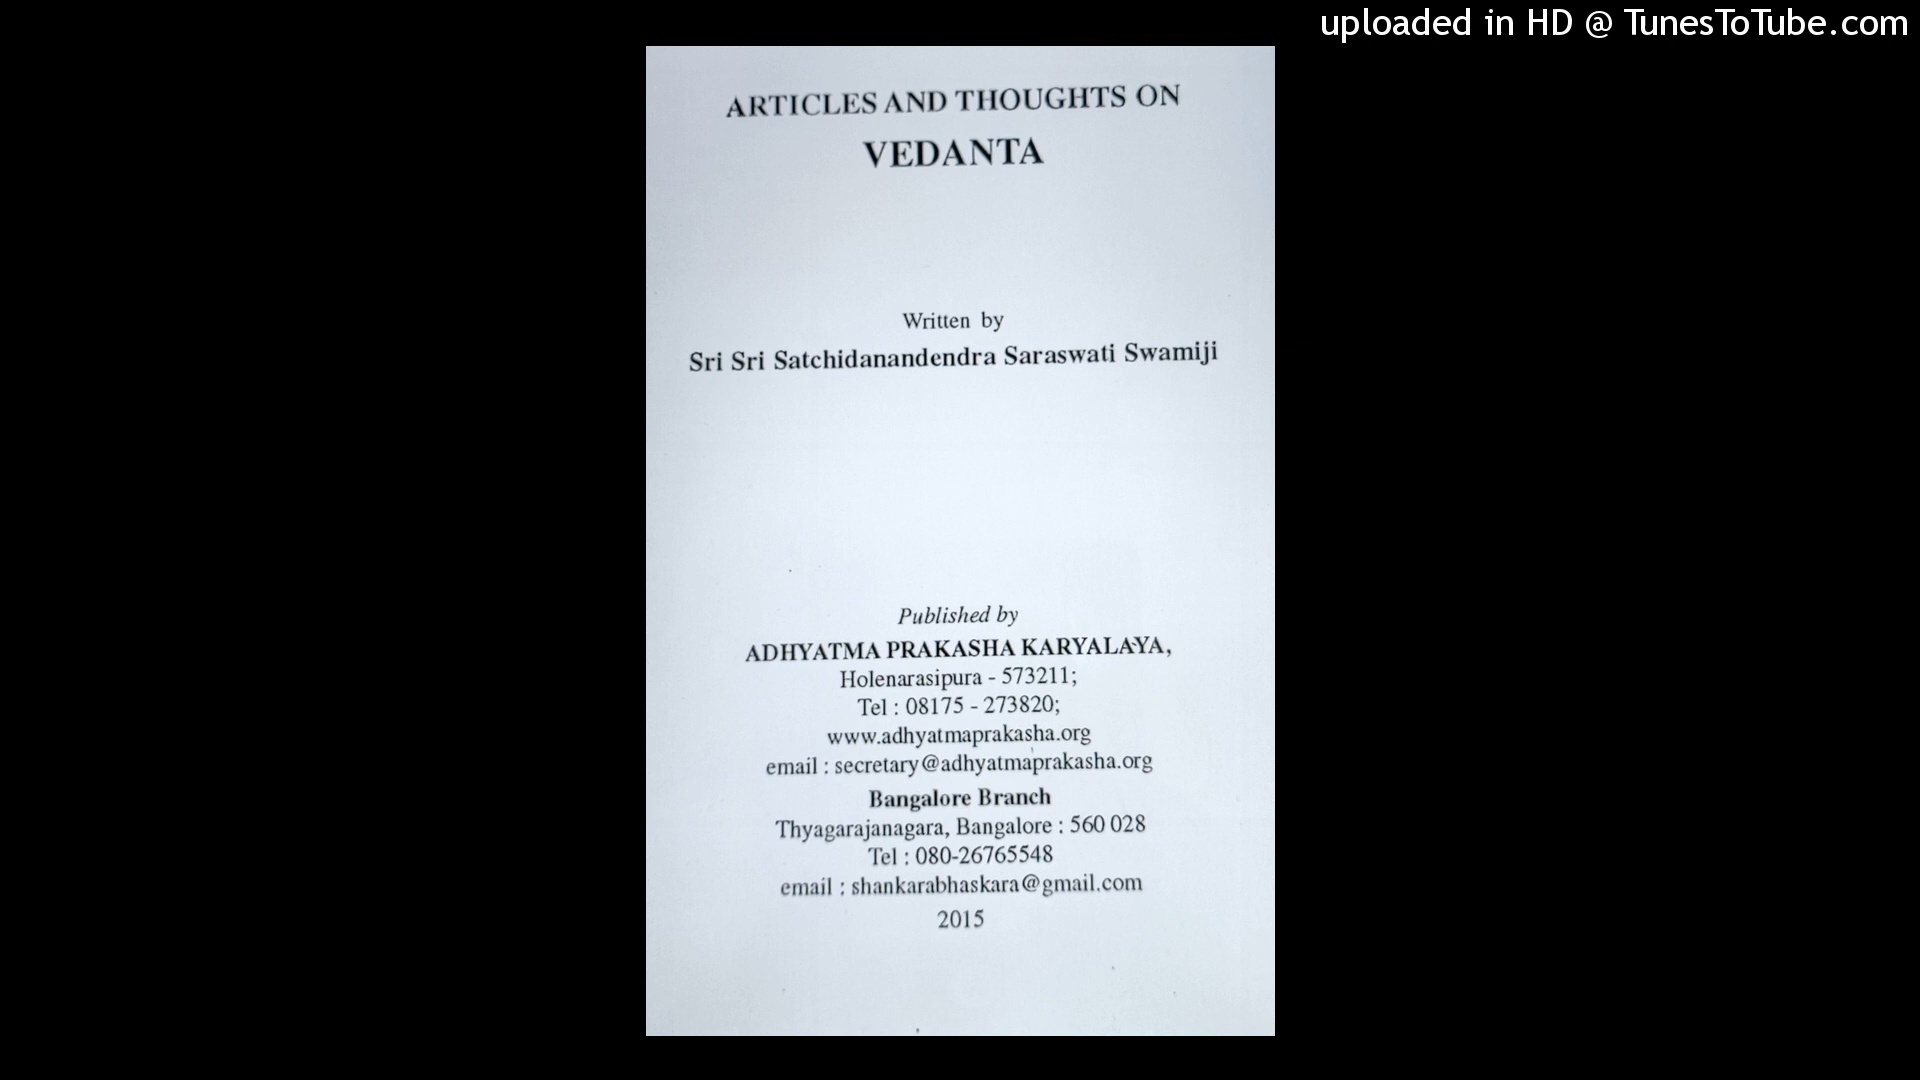 uploaded in HD @ TunesToTube.com
ARTICLES AND THOUGHTS ON
VEDANTA
Written by
Sri Sri Satchidanandendra Saraswati Swamiji
Published by
ADHYATMA PRAKASHA KARYALAYA,
Holenarasipura - 573211;
Tel : 08175 - 273820;
www.adhyatmaprakasha.org
email : secretary@adhyatmaprakasha.org
Bangalore Branch
Thyagarajanagara, Bangalore : 560 028
Tel : 080-26765548
email : shankarabhaskara@gmail.com
2015